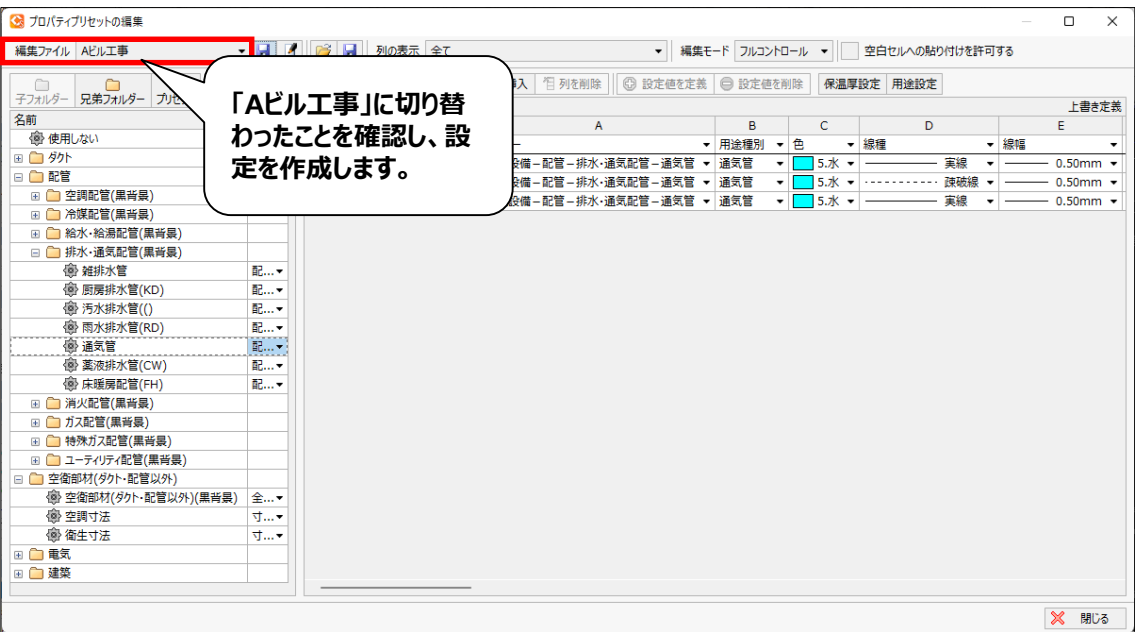 プロパティプリセットの編集
編集ファイル Aビル工事 列の表示 全て 編集モード フルコントロール 空白セルへの貼り付けを許可する
子フォルダー 兄弟フォルダー プリセ 入 列を削除 設定値を定義 設定値を削除 保温厚設定 用途設定
「Aビル工事」に切り替
わったことを確認し、設
定を作成します。
上書き定義
名前 A B C D E
使用しない ー 用途種別 色 線種 線幅
ダクト 設備－配管－排水・通気配管－通気管 通気管 5.水 実線 0.50mm
配管 設備－配管－排水・通気配管－通気管 通気管 5.水 疎破線 0.50mm
空調配管(黒背景) 設備－配管－排水・通気配管－通気管 通気管 5.水 実線 0.50mm
冷媒配管(黒背景)
給水・給湯配管(黒背景)
排水・通気配管(黒背景)
雑排水管 配...
厨房排水管(KD) 配...
汚水排水管(() 配...
雨水排水管(RD) 配...
通気管 配...
薬液排水管(CW) 配...
床暖房配管(FH) 配...
消火配管(黒背景)
ガス配管(黒背景)
特殊ガス配管(黒背景)
ユーティリティ配管(黒背景)
空衛部材(ダクト・配管以外)
空衛部材(ダクト・配管以外)(黒背景) 全...
空調寸法 寸...
衛生寸法 寸...
電気
建築
閉じる